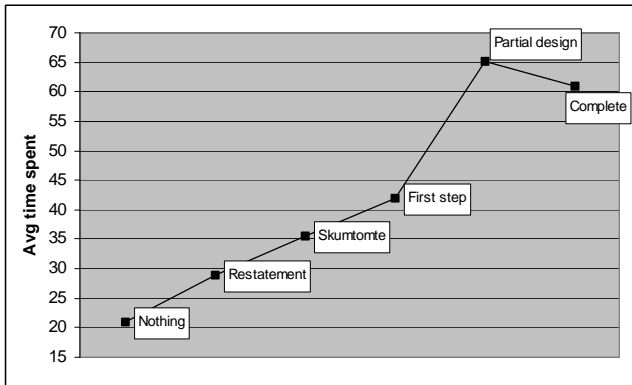 Avg time spent
70
65
60
55
50
45
40
35
30
25
20
15
Partial design
Complete
First step
Skumtomte
Restatement
Nothing